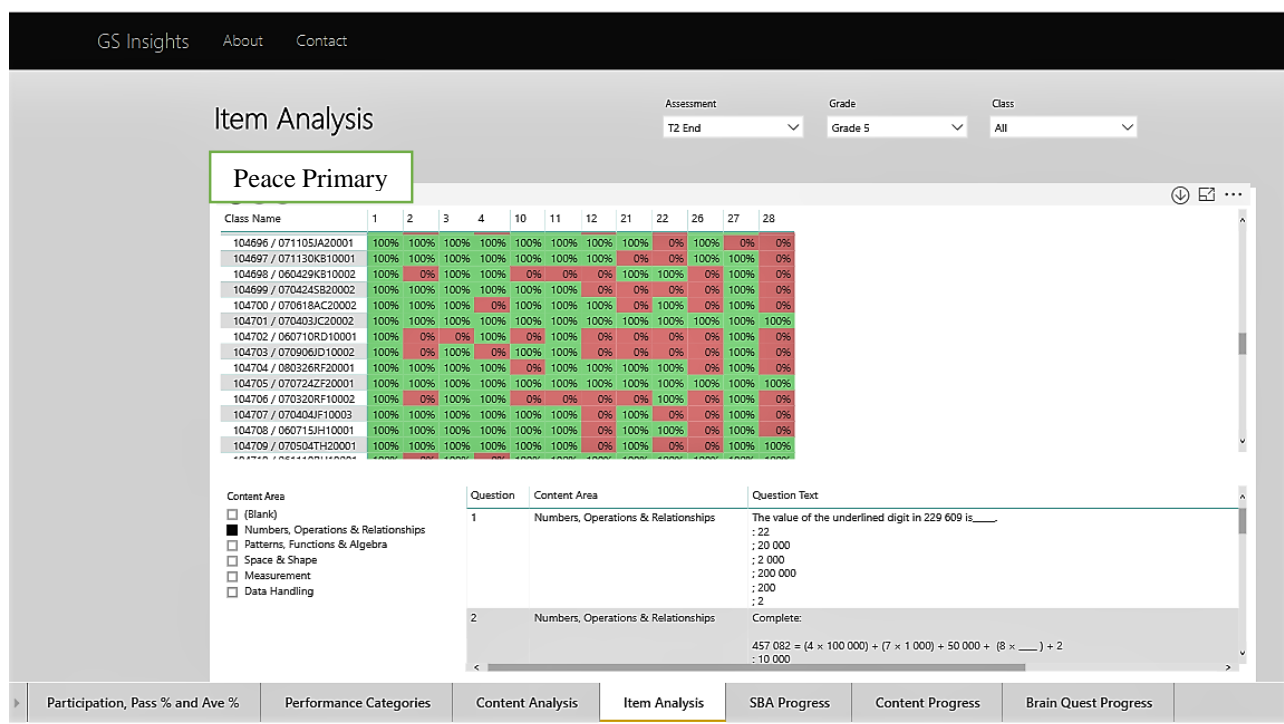 GS Insights About Contact
Item Analysis
Assessment Grade Class
T2 End Grade 5 All
Peace Primary
Class Name 1 2 3 4 10 11 12 21 22 26 27 28
104696 / 071105JA20001 100% 100% 100% 100% 100% 100% 100% 100% 0% 100% 0% 0%
104697 / 071130KB10001 100% 100% 100% 100% 100% 100% 100% 0% 0% 100% 100% 0%
104698 / 060429KB10002 100% 0% 100% 100% 0% 0% 0% 100% 100% 0% 100% 0%
104699 / 070424SB20002 100% 100% 100% 100% 100% 100% 0% 0% 0% 0% 100% 0%
104700 / 070618AC20002 100% 100% 100% 0% 100% 100% 100% 0% 100% 0% 100% 0%
104701 / 070403JC20002 100% 100% 100% 100% 100% 100% 100% 100% 100% 100% 100% 100%
104702 / 060710RD10001 100% 0% 0% 100% 0% 100% 0% 0% 0% 0% 100% 0%
104703 / 070906JD10002 100% 0% 100% 0% 100% 100% 0% 0% 0% 0% 100% 0%
104704 / 080326RF20001 100% 100% 100% 100% 0% 100% 100% 100% 100% 0% 100% 0%
104705 / 070724ZF20001 100% 100% 100% 100% 100% 100% 100% 100% 100% 100% 100% 100%
104706 / 070320RF10002 100% 0% 100% 100% 0% 0% 0% 0% 100% 0% 100% 0%
104707 / 070404JF10003 100% 100% 100% 100% 100% 100% 0% 100% 0% 0% 100% 0%
104708 / 060715JH10001 100% 100% 100% 100% 100% 100% 0% 100% 100% 0% 100% 0%
104709 / 070504TH20001 100% 100% 100% 100% 100% 100% 0% 100% 0% 0% 100% 100%
Content Area
(Blank)
Numbers, Operations & Relationships
Patterns, Functions & Algebra
Space & Shape
Measurement
Data Handling
Question Content Area Question Text
1 Numbers, Operations & Relationships The value of the underlined digit in 229 609 is____.
; 22
; 20 000
; 2 000
; 200 000
; 200
; 2
2 Numbers, Operations & Relationships Complete:
457 082 = (4 × 100 000) + (7 × 1 000) + 50 000 + (8 × ___ ) + 2
: 10 000
Participation, Pass % and Ave % Performance Categories Content Analysis Item Analysis SBA Progress Content Progress Brain Quest Progress